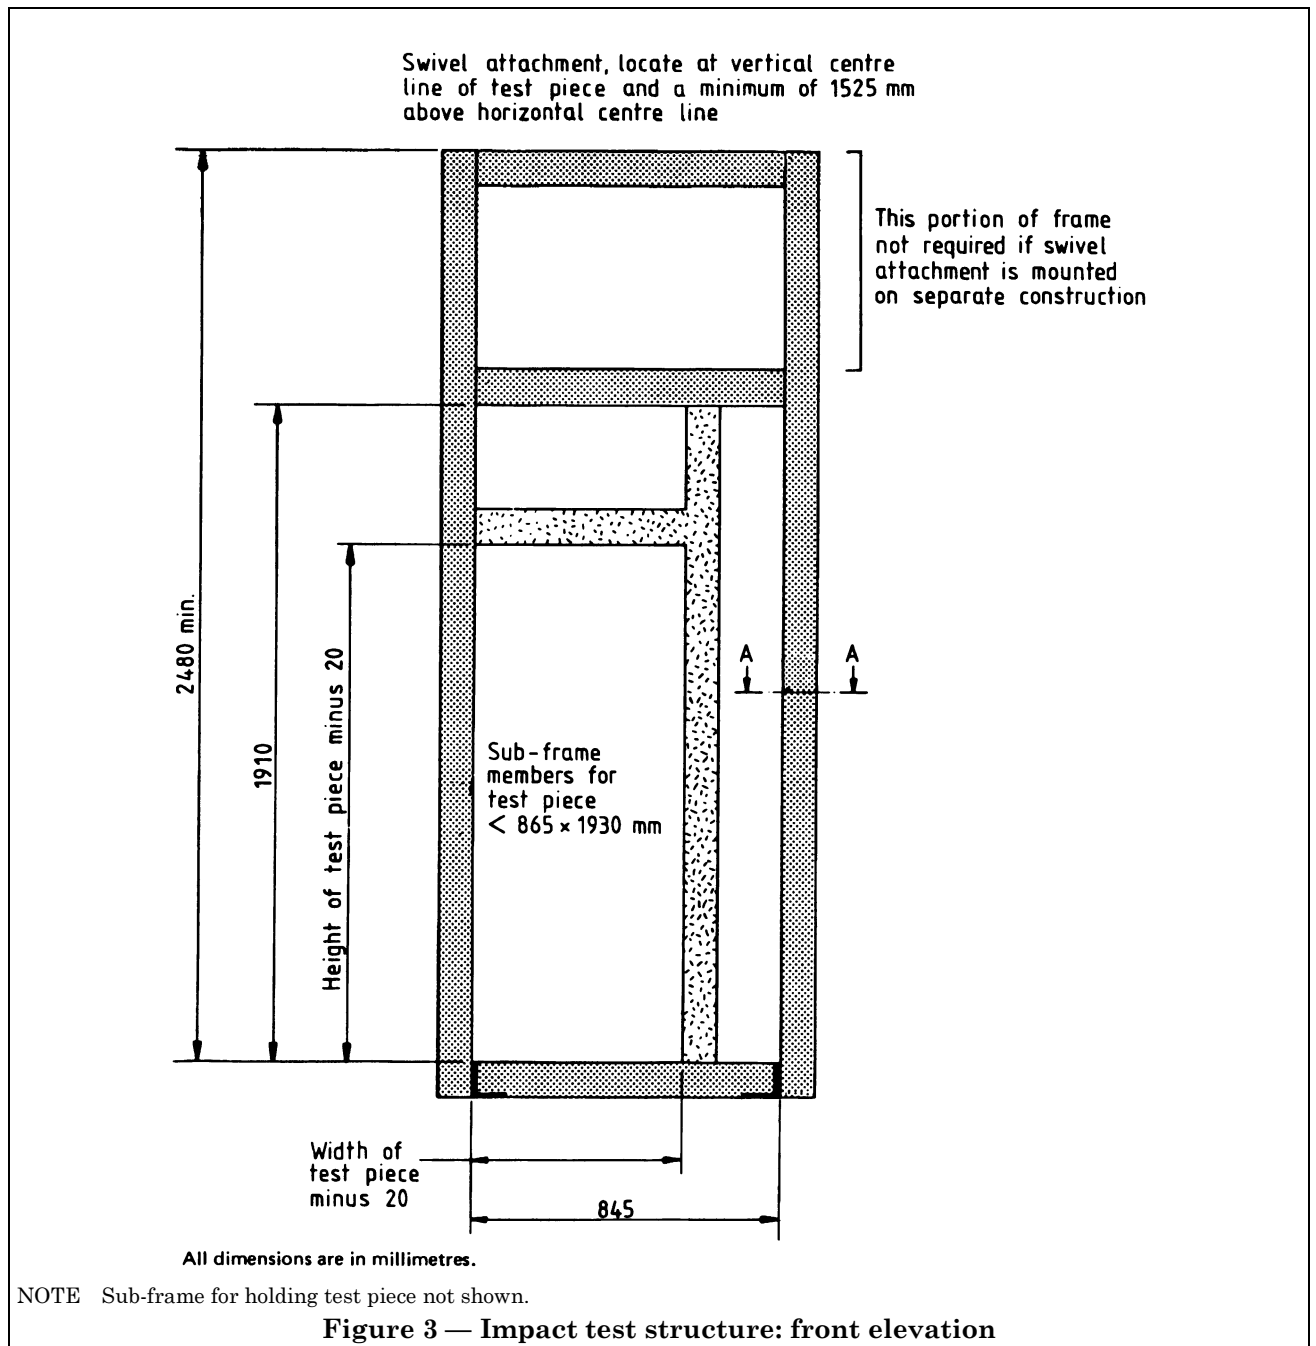 Swivel attachment, locate at vertical centre
line of test piece and a minimum of 1525 mm
above horizontal centre line
This portion of frame
not required if swivel
attachment is mounted
on separate construction
2480 min.
1910
Height of test piece minus 20
A A
Sub-frame
members for
test piece
< 865 × 1930 mm
Width of
test piece
minus 20
845
All dimensions are in millimetres.
NOTE Sub-frame for holding test piece not shown.
Figure 3 — Impact test structure: front elevation